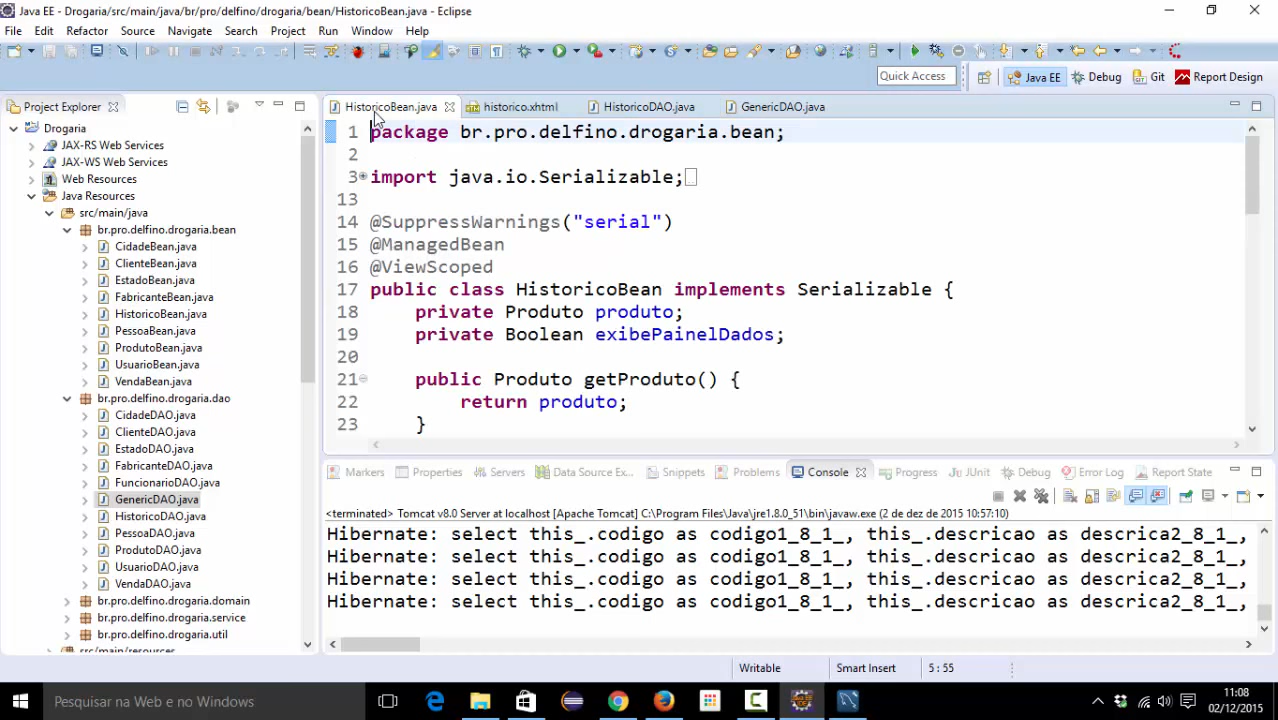 Java EE - Drogaria/src/main/java/br/pro/delfino/drogaria/bean/HistoricoBean.java - Eclipse
File Edit Refactor Source Navigate Search Project Run Window Help
Quick Access Java EE Debug Git Report Design
Project Explorer
Drogaria
JAX-RS Web Services
JAX-WS Web Services
Web Resources
Java Resources
src/main/java
br.pro.delfino.drogaria.bean
CidadeBean.java
ClienteBean.java
EstadoBean.java
FabricanteBean.java
HistoricoBean.java
PessoaBean.java
ProdutoBean.java
UsuarioBean.java
VendaBean.java
br.pro.delfino.drogaria.dao
CidadeDAO.java
ClienteDAO.java
EstadoDAO.java
FabricanteDAO.java
FuncionarioDAO.java
GenericDAO.java
HistoricoDAO.java
PessoaDAO.java
ProdutoDAO.java
UsuarioDAO.java
VendaDAO.java
br.pro.delfino.drogaria.domain
br.pro.delfino.drogaria.service
br.pro.delfino.drogaria.util
src/main/resources
HistoricoBean.java historico.xhtml HistoricoDAO.java GenericDAO.java
1 package br.pro.delfino.drogaria.bean;
2
3 import java.io.Serializable;
13
14 @SuppressWarnings("serial")
15 @ManagedBean
16 @ViewScoped
17 public class HistoricoBean implements Serializable {
18 private Produto produto;
19 private Boolean exibePainelDados;
20
21 public Produto getProduto() {
22 return produto;
23 }
Markers Properties Servers Data Source Ex... Snippets Problems Console Progress JUnit Debug Error Log Report State
<terminated> Tomcat v8.0 Server at localhost [Apache Tomcat] C:\Program Files\Java\jre1.8.0_51\bin\javaw.exe (2 de dez de 2015 10:57:10)
Hibernate: select this_.codigo as codigo1_8_1_, this_.descricao as descrica2_8_1_,
Hibernate: select this_.codigo as codigo1_8_1_, this_.descricao as descrica2_8_1_,
Hibernate: select this_.codigo as codigo1_8_1_, this_.descricao as descrica2_8_1_,
Hibernate: select this_.codigo as codigo1_8_1_, this_.descricao as descrica2_8_1_,
Writable Smart Insert 5 : 55
Pesquisar na Web e no Windows
11:08
02/12/2015